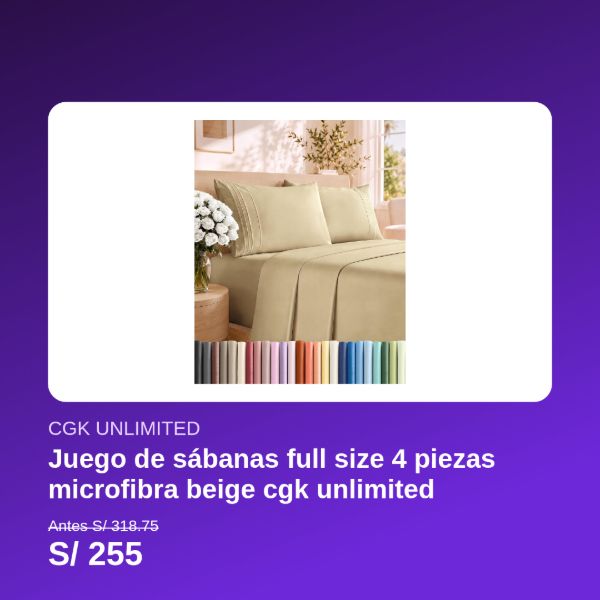 CGK UNLIMITED
Juego de sábanas full size 4 piezas
microfibra beige cgk unlimited
Antes S/ 318.75
S/ 255